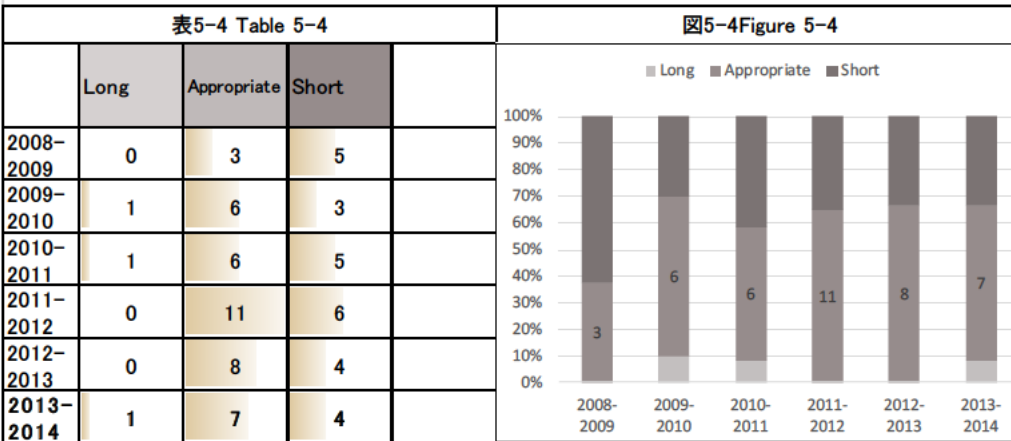 表5-4 Table 5-4
図5-4Figure 5-4
Long Appropriate Short
2008-
2009 0 3 5
2009-
2010 1 6 3
2010-
2011 1 6 5
2011-
2012 0 11 6
2012-
2013 0 8 4
2013-
2014 1 7 4
Long Appropriate Short
100%
90%
80%
70%
60%
50%
40%
30%
20%
10%
0%
3 6 6 11 8 7
2008- 2009- 2010- 2011- 2012- 2013-
2009 2010 2011 2012 2013 2014